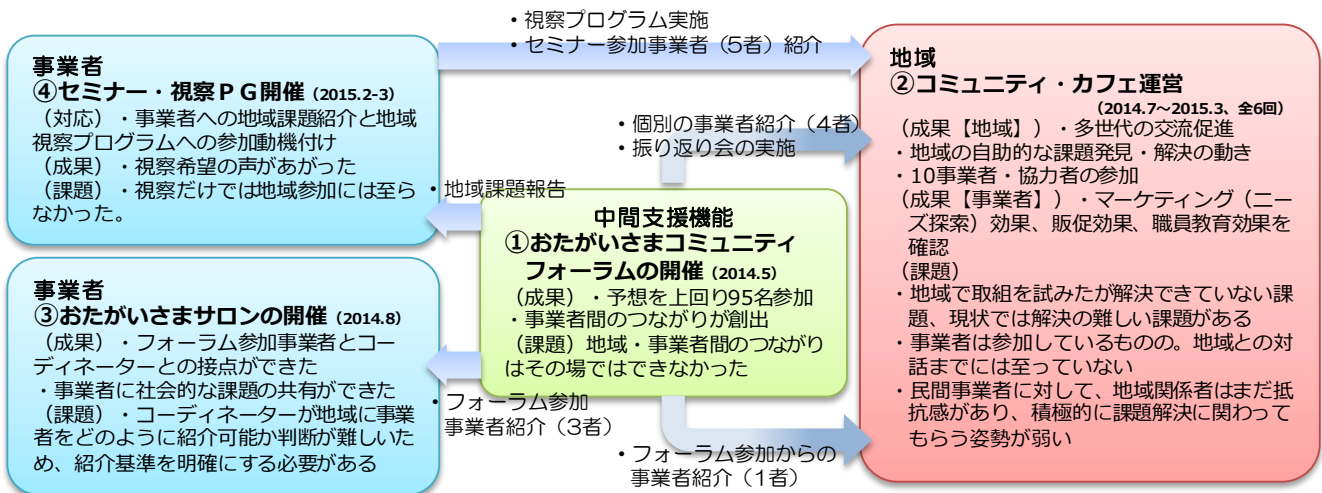 ・視察プログラム実施
・セミナー参加事業者（5者）紹介
事業者
④セミナー・視察ＰＧ開催（2015.2-3）
（対応）・事業者への地域課題紹介と地域
視察プログラムへの参加動機付け
（成果）・視察希望の声があがった
（課題）・視察だけでは地域参加には至ら
なかった。
・個別の事業者紹介（4者）
・振り返り会の実施
・地域課題報告
中間支援機能
①おたがいさまコミュニティ
フォーラムの開催（2014.5）
（成果）・予想を上回り95名参加
・事業者間のつながりが創出
（課題）地域・事業者間のつながり
はその場ではできなかった
事業者
③おたがいさまサロンの開催（2014.8）
（成果）・フォーラム参加事業者とコー
ディネーターとの接点ができた
・事業者に社会的な課題の共有ができた
（課題）・コーディネーターが地域に事業
者をどのように紹介可能か判断が難しいた
め、紹介基準を明確にする必要がある
・フォーラム参加
事業者紹介（3者）
・フォーラム参加からの
事業者紹介（1者）
地域
②コミュニティ・カフェ運営
（2014.7～2015.3、全6回）
（成果【地域】）・多世代の交流促進
・地域の自助的な課題発見・解決の動き
・10事業者・協力者の参加
（成果【事業者】）・マーケティング（ニー
ズ探索）効果、販促効果、職員教育効果を
確認
（課題）
・地域で取組を試みたが解決できていない課
題、現状では解決の難しい課題がある
・事業者は参加しているものの。地域との対
話までには至っていない
・民間事業者に対して、地域関係者はまだ抵
抗感があり、積極的に課題解決に関わって
もらう姿勢が弱い